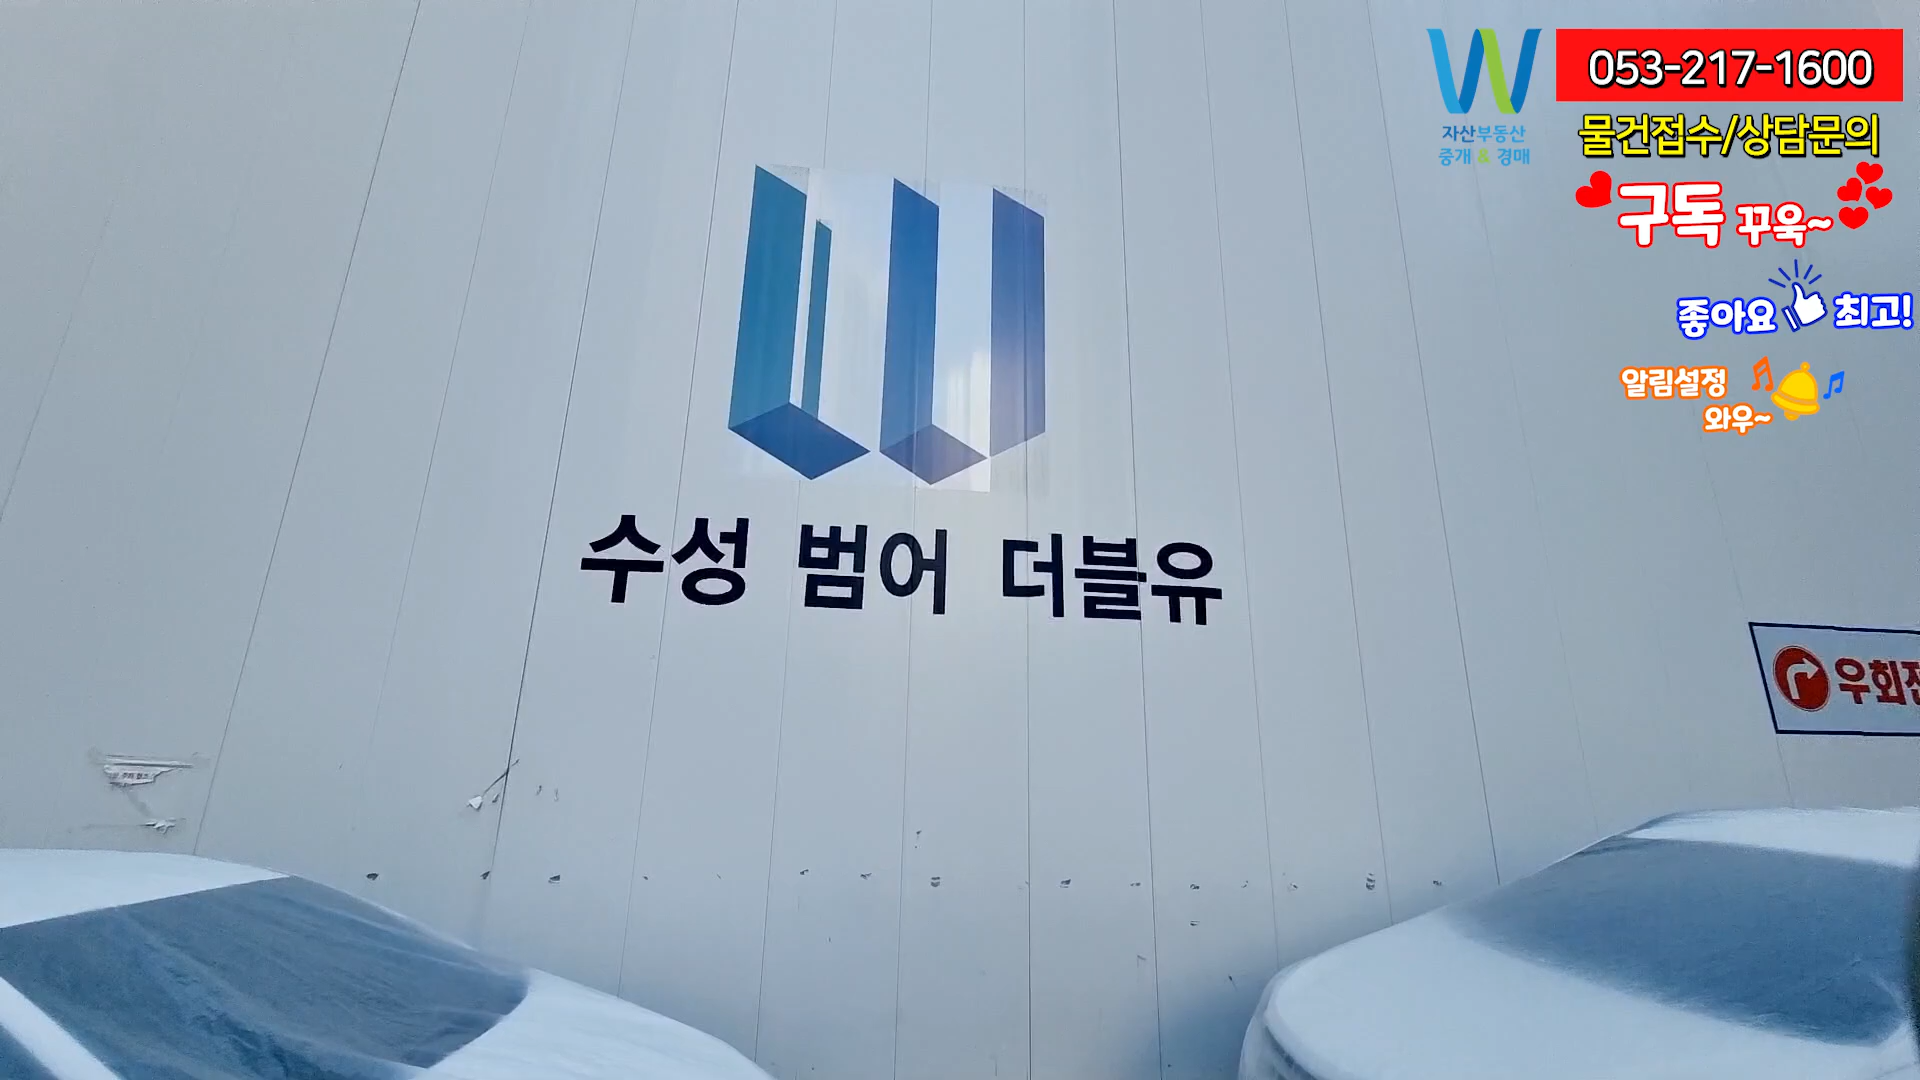 053-217-1600
물건접수/상담문의
자산부동산
중개 & 경매
구독 꾸욱~
좋아요 최고!
알림설정
와우~
수성 범어 더블유
우회전